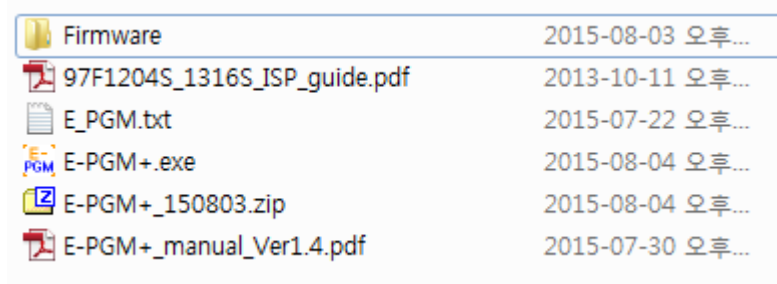 Firmware 2015-08-03 오후...
97F1204S_1316S_ISP_guide.pdf 2013-10-11 오후...
E_PGM.txt 2015-07-22 오후...
E-PGM+.exe 2015-08-04 오후...
E-PGM+_150803.zip 2015-08-04 오후...
E-PGM+_manual_Ver1.4.pdf 2015-07-30 오후...